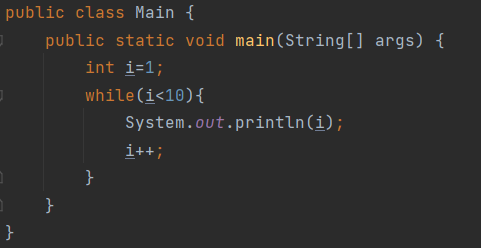 public class Main {
    public static void main(String[] args) {
        int i=1;
        while(i<10){
            System.out.println(i);
            i++;
        }
    }
}